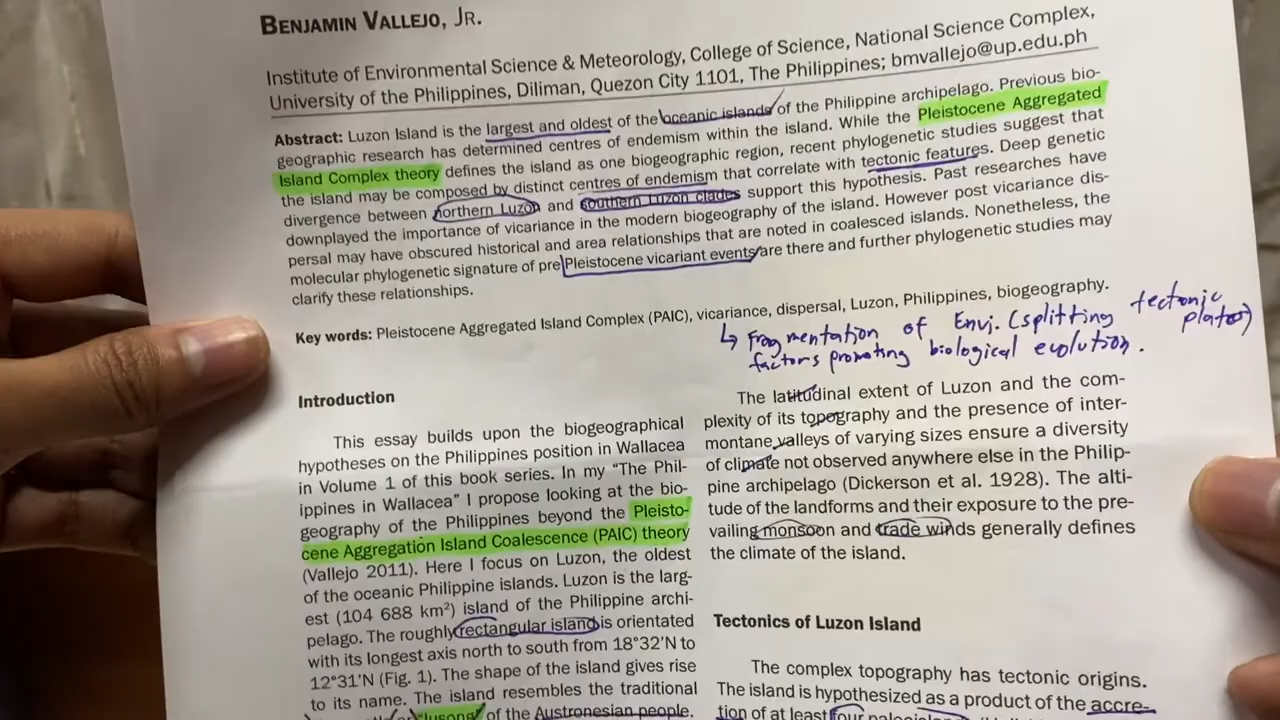 BENJAMIN VALLEJO, JR.
Institute of Environmental Science & Meteorology, College of Science, National Science Complex,
University of the Philippines, Diliman, Quezon City 1101, The Philippines; bmvallejo@up.edu.ph
Abstract: Luzon Island is the largest and oldest of the oceanic islands of the Philippine archipelago. Previous bio-
geographic research has determined centres of endemism within the island. While the Pleistocene Aggregated
Island Complex theory defines the island as one biogeographic region, recent phylogenetic studies suggest that
the island may be composed by distinct centres of endemism that correlate with tectonic features. Deep genetic
divergence between northern Luzon and southern Luzon clades support this hypothesis. Past researches have
downplayed the importance of vicariance in the modern biogeography of the island. However post vicariance dis-
persal may have obscured historical and area relationships that are noted in coalesced islands. Nonetheless, the
molecular phylogenetic signature of pre Pleistocene vicariant events are there and further phylogenetic studies may
clarify these relationships.
Key words: Pleistocene Aggregated Island Complex (PAIC), vicariance, dispersal, Luzon, Philippines, biogeography.
↳ Fragmentation of Envi. (splitting tectonic plates)
factors promoting biological evolution.
Introduction
This essay builds upon the biogeographical
hypotheses on the Philippines position in Wallacea
in Volume 1 of this book series. In my "The Phil-
ippines in Wallacea" I propose looking at the bio-
geography of the Philippines beyond the Pleisto-
cene Aggregation Island Coalescence (PAIC) theory
(Vallejo 2011). Here I focus on Luzon, the oldest
of the oceanic Philippine islands. Luzon is the larg-
est (104 688 km²) island of the Philippine archi-
pelago. The roughly rectangular island is orientated
with its longest axis north to south from 18°32'N to
12°31'N (Fig. 1). The shape of the island gives rise
to its name. The island resembles the traditional
"lusong" of the Austronesian people.
The latitudinal extent of Luzon and the com-
plexity of its topography and the presence of inter-
montane valleys of varying sizes ensure a diversity
of climate not observed anywhere else in the Philip-
pine archipelago (Dickerson et al. 1928). The alti-
tude of the landforms and their exposure to the pre-
vailing monsoon and trade winds generally defines
the climate of the island.
Tectonics of Luzon Island
The complex topography has tectonic origins.
The island is hypothesized as a product of the accre-
tion of at least four